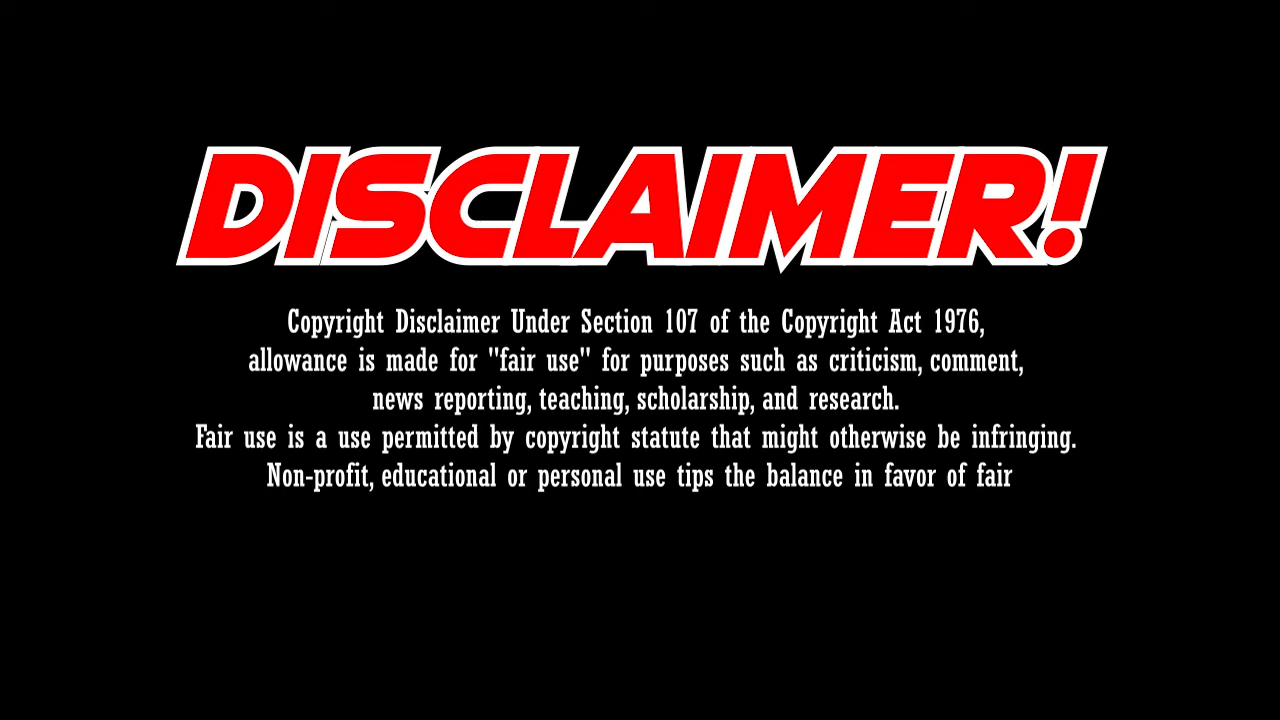 DISCLAIMER!
Copyright Disclaimer Under Section 107 of the Copyright Act 1976,
allowance is made for "fair use" for purposes such as criticism, comment,
news reporting, teaching, scholarship, and research.
Fair use is a use permitted by copyright statute that might otherwise be infringing.
Non-profit, educational or personal use tips the balance in favor of fair